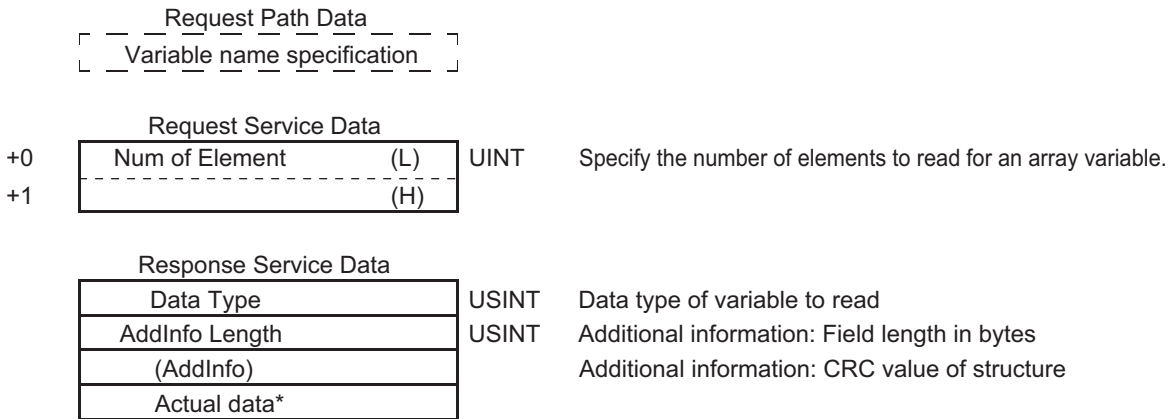 Request Path Data
Variable name specification
Request Service Data
+0 Num of Element (L) UINT Specify the number of elements to read for an array variable.
+1 (H)
Response Service Data
Data Type USINT Data type of variable to read
AddInfo Length USINT Additional information: Field length in bytes
(AddInfo) Additional information: CRC value of structure
Actual data*